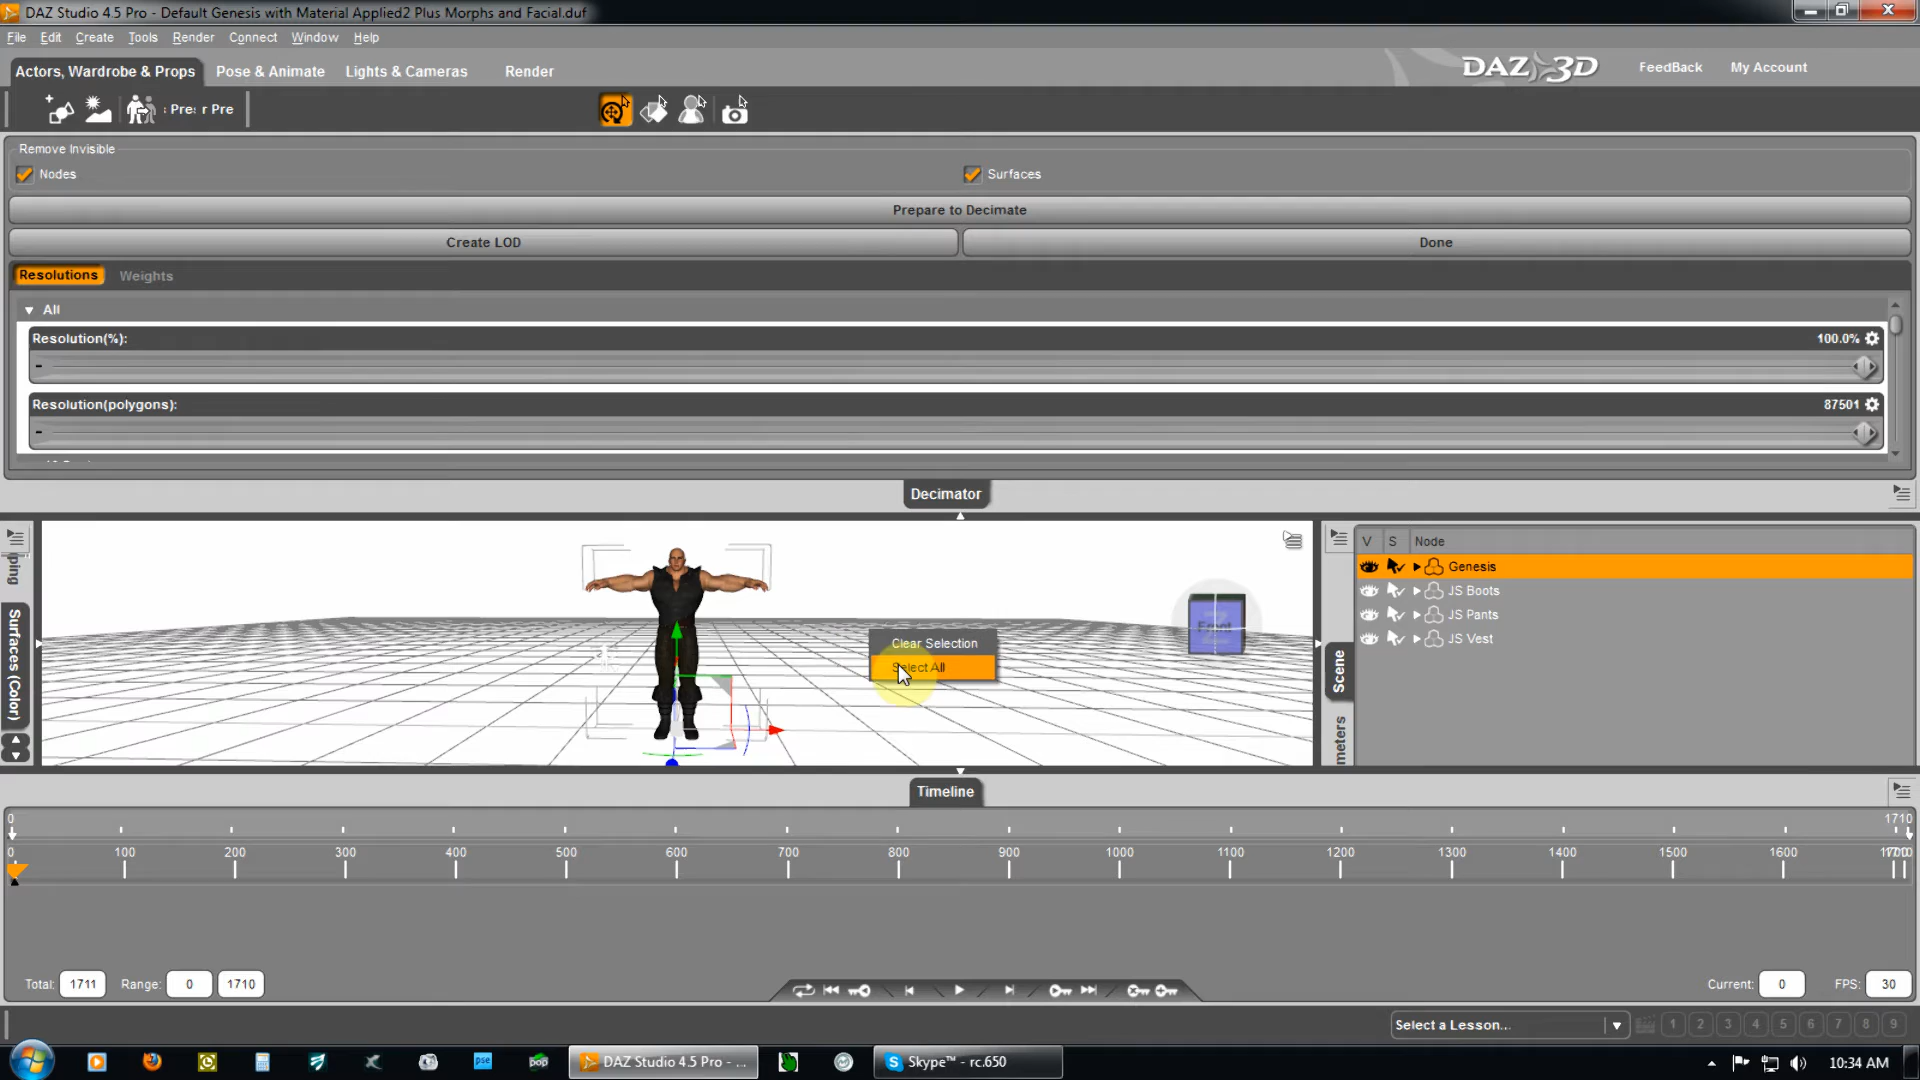 DAZ Studio 4.5 Pro - Default Genesis with Material Applied2 Plus Morphs and Facial.duf
File Edit Create Tools Render Connect Window Help
Actors, Wardrobe & Props Pose & Animate Lights & Cameras Render
DAZ 3D FeedBack My Account
Remove Invisible
Nodes Surfaces
Prepare to Decimate
Create LOD Done
Resolutions Weights
All
Resolution(%): 100.0%
Resolution(polygons): 87501
Decimator
ping
Surfaces (Color)
Front
Clear Selection
Select All
Scene
meters
V S Node
Genesis
JS Boots
JS Pants
JS Vest
Timeline
0 1710
0 100 200 300 400 500 600 700 800 900 1000 1100 1200 1300 1400 1500 1600
Total: 1711 Range: 0 1710 Current: 0 FPS: 30
Select a Lesson... 1 2 3 4 5 6 7 8 9
pse pop DAZ Studio 4.5 Pro - ... Skype™ - rc.650 10:34 AM